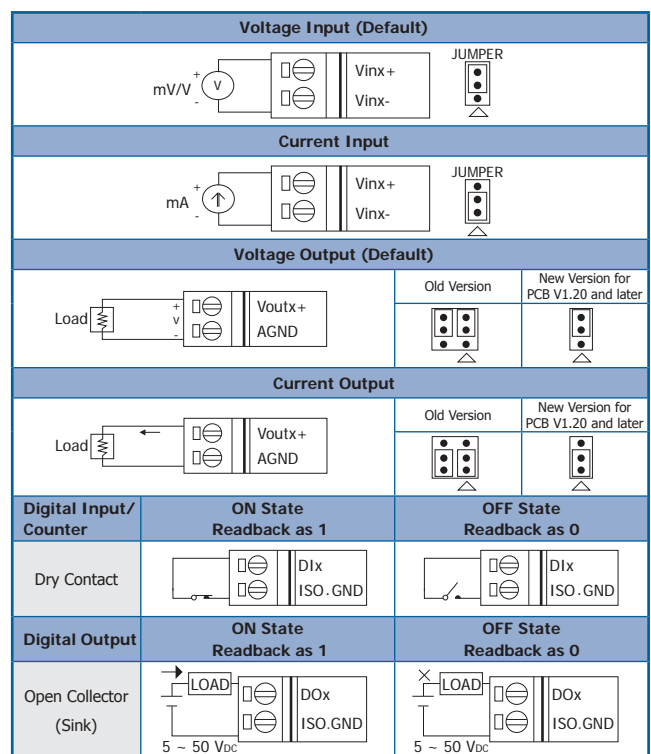 Voltage Input (Default)
JUMPER
mV/V
+
V
-
Vinx+
Vinx-
Current Input
JUMPER
mA
+
-
Vinx+
Vinx-
Voltage Output (Default)
Load
+
v
-
Voutx+
AGND
Old Version
New Version for
PCB V1.20 and later
Current Output
Load
Voutx+
AGND
Old Version
New Version for
PCB V1.20 and later
Digital Input/
Counter
ON State
Readback as 1
OFF State
Readback as 0
Dry Contact
DIx
ISO.GND
DIx
ISO.GND
Digital Output
ON State
Readback as 1
OFF State
Readback as 0
Open Collector
(Sink)
LOAD
DOx
ISO.GND
5 ~ 50 VDC
LOAD
DOx
ISO.GND
5 ~ 50 VDC